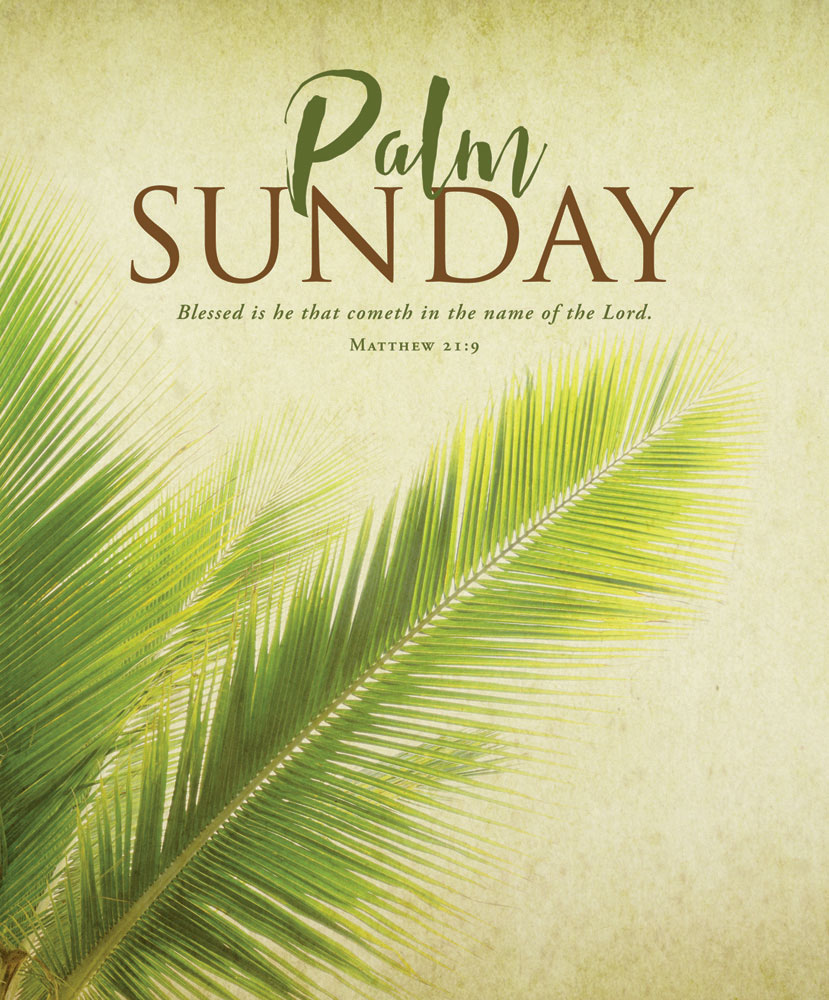 Palm
SUNDAY
Blessed is he that cometh in the name of the Lord.
Matthew 21:9